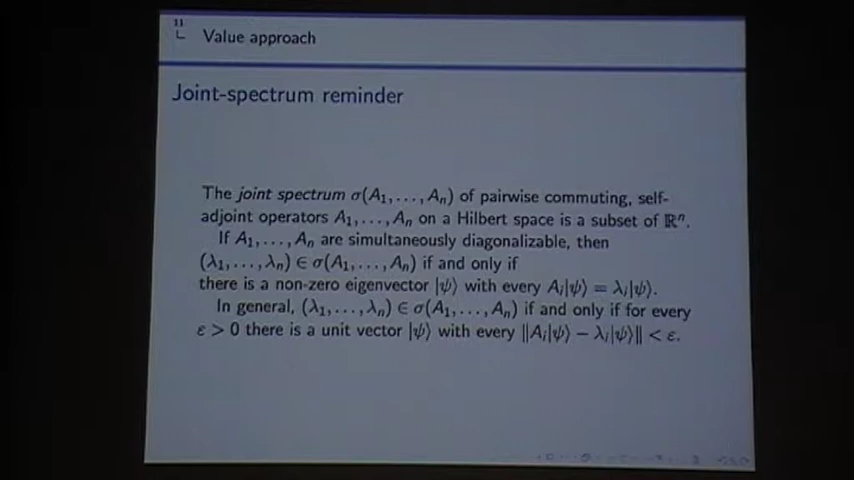 11
Value approach
Joint-spectrum reminder
The joint spectrum σ(A₁,…,Aₙ) of pairwise commuting, self-
adjoint operators A₁,…,Aₙ on a Hilbert space is a subset of ℝⁿ.
If A₁,…,Aₙ are simultaneously diagonalizable, then
(λ₁,…,λₙ) ∈ σ(A₁,…,Aₙ) if and only if
there is a non-zero eigenvector |ψ⟩ with every Aᵢ|ψ⟩ = λᵢ|ψ⟩.
In general, (λ₁,…,λₙ) ∈ σ(A₁,…,Aₙ) if and only if for every
ε > 0 there is a unit vector |ψ⟩ with every ‖Aᵢ|ψ⟩ − λᵢ|ψ⟩‖ < ε.